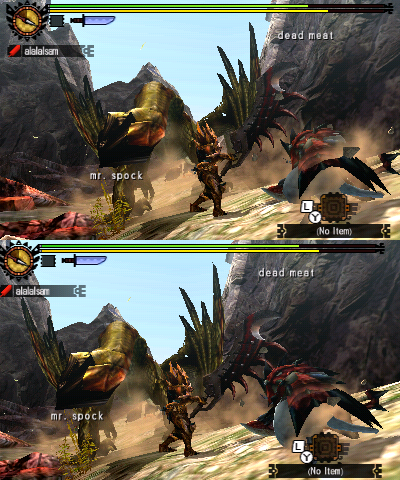 dead meat
alalalsam
mr. spock
L
Y
(No Item)
dead meat
alalalsam
mr. spock
L
Y
(No Item)